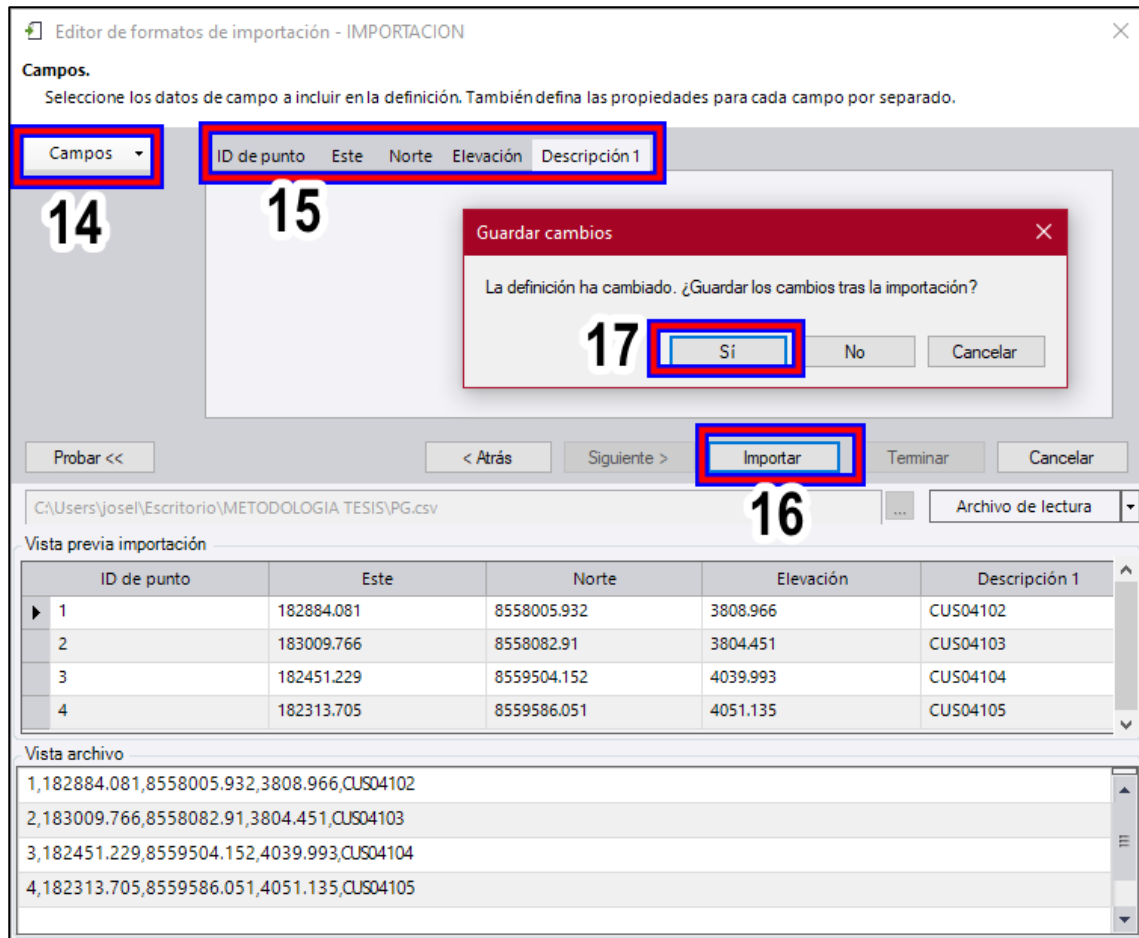 Editor de formatos de importación - IMPORTACION
Campos.
Seleccione los datos de campo a incluir en la definición. También defina las propiedades para cada campo por separado.
Campos
ID de punto Este Norte Elevación Descripción 1
14
15
Guardar cambios
La definición ha cambiado. ¿Guardar los cambios tras la importación?
17
Sí No Cancelar
Probar << < Atrás Siguiente > Importar Terminar Cancelar
16
C:\Users\josel\Escritorio\METODOLOGIA TESIS\PG.csv ... Archivo de lectura
Vista previa importación
ID de punto Este Norte Elevación Descripción 1
1 182884.081 8558005.932 3808.966 CUS04102
2 183009.766 8558082.91 3804.451 CUS04103
3 182451.229 8559504.152 4039.993 CUS04104
4 182313.705 8559586.051 4051.135 CUS04105
Vista archivo
1,182884.081,8558005.932,3808.966,CUS04102
2,183009.766,8558082.91,3804.451,CUS04103
3,182451.229,8559504.152,4039.993,CUS04104
4,182313.705,8559586.051,4051.135,CUS04105